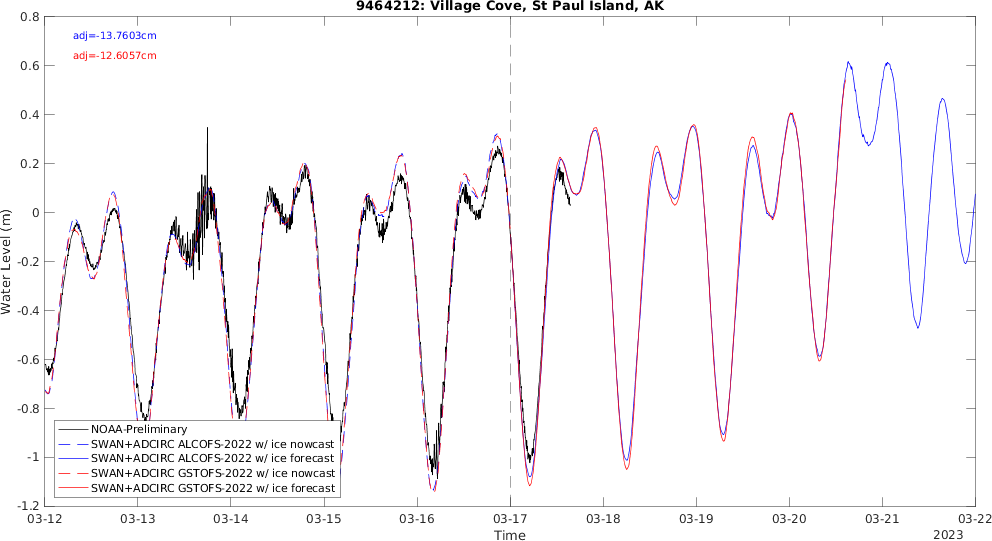 9464212: Village Cove, St Paul Island, AK
adj=-13.7603cm
adj=-12.6057cm
Water Level (m)
0.8
0.6
0.4
0.2
0
-0.2
-0.4
-0.6
-0.8
-1
-1.2
NOAA-Preliminary
SWAN+ADCIRC ALCOFS-2022 w/ ice nowcast
SWAN+ADCIRC ALCOFS-2022 w/ ice forecast
SWAN+ADCIRC GSTOFS-2022 w/ ice nowcast
SWAN+ADCIRC GSTOFS-2022 w/ ice forecast
03-12 03-13 03-14 03-15 03-16 03-17 03-18 03-19 03-20 03-21 03-22
Time
2023